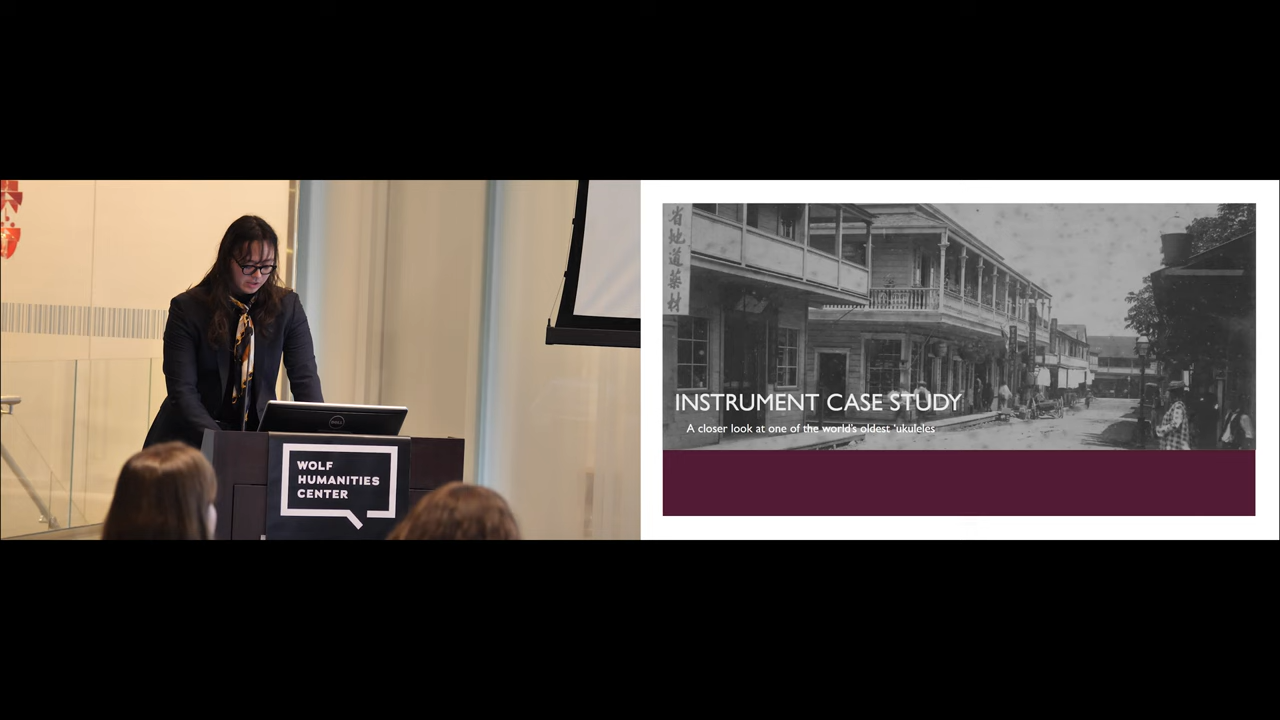 WOLF
HUMANITIES
CENTER
DELL
省地道藥材
INSTRUMENT CASE STUDY
A closer look at one of the world's oldest 'ukuleles